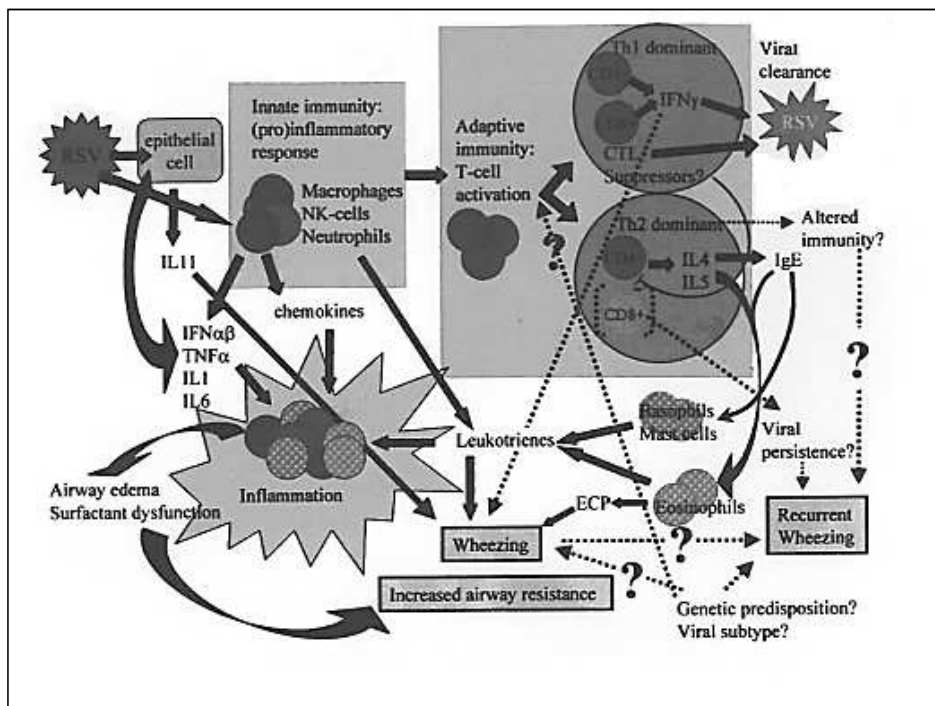 RSV
epithelial
cell
IL11
Innate immunity:
(pro)inflammatory
response
Macrophages
NK-cells
Neutrophils
chemokines
IFNαβ
TNFα
IL1
IL6
Inflammation
Airway edema
Surfactant dysfunction
Adaptive
immunity:
T-cell
activation
?
Th1 dominant
IFNγ
CTL
Suppressors?
Viral
clearance
RSV
Th2 dominant
IL4
IL5
CD8+
IgE
Altered
immunity?
?
Basophils
Mast cells
Leukotrienes
Eosinophils
ECP
Viral
persistence?
Wheezing
?
Recurrent
Wheezing
Increased airway resistance
?
Genetic predisposition?
Viral subtype?